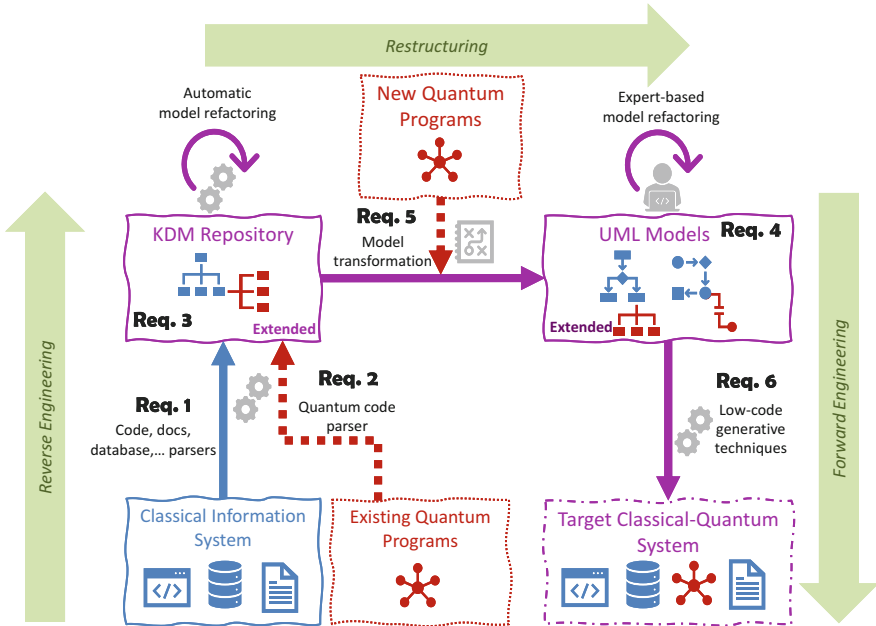 Restructuring
Automatic
model refactoring
New Quantum
Programs
Expert-based
model refactoring
</>
KDM Repository
Req. 3
Extended
Req. 5
Model
transformation
UML Models
Req. 4
Extended
Reverse Engineering
Forward Engineering
Req. 1
Code, docs,
database,... parsers
Req. 2
Quantum code
parser
Req. 6
Low-code
generative
techniques
Classical Information
System
</>
Existing Quantum
Programs
Target Classical-Quantum
System
</>